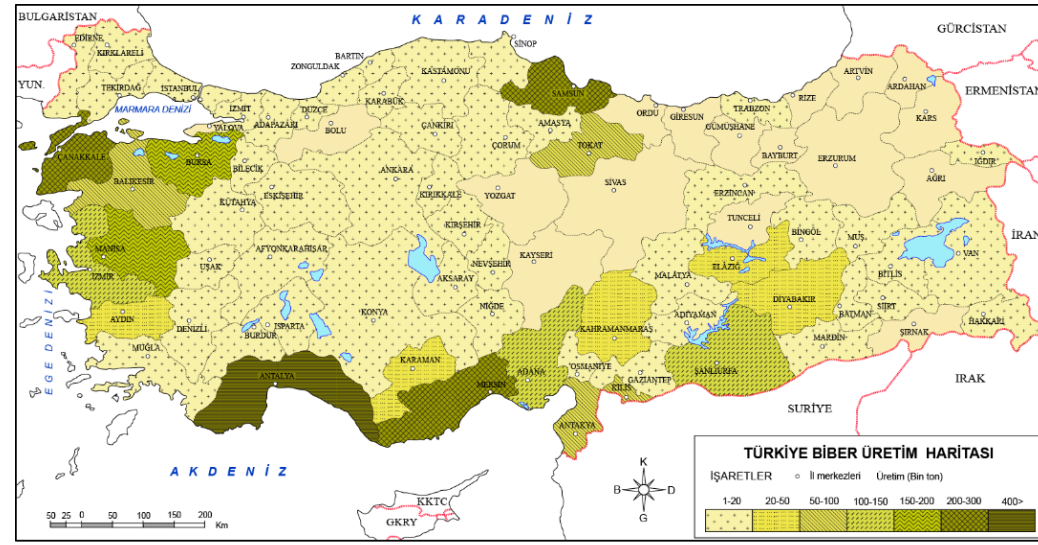 K A R A D E N İ Z
BULGARİSTAN
GÜRCİSTAN
YUN.
ERMENİSTAN
İRAN
IRAK
SURİYE
MARMARA DENİZİ
EGE DENİZİ
A K D E N İ Z
EDİRNE
KIRKLARELİ
TEKİRDAĞ
İSTANBUL
YALOVA
İZMİT
ADAPAZARI
DÜZCE
BOLU
ZONGULDAK
BARTIN
KARABÜK
KASTAMONU
SİNOP
SAMSUN
ÇANKIRI
ÇORUM
AMASYA
TOKAT
ORDU
GİRESUN
TRABZON
GÜMÜŞHANE
RİZE
ARTVİN
ARDAHAN
KARS
BAYBURT
ERZURUM
IĞDIR
AĞRI
ÇANAKKALE
BALIKESİR
BURSA
BİLECİK
ESKİŞEHİR
KÜTAHYA
ANKARA
KIRIKKALE
YOZGAT
SİVAS
ERZİNCAN
TUNCELİ
BİNGÖL
MUŞ
VAN
BİTLİS
MANİSA
İZMİR
UŞAK
AFYONKARAHİSAR
KIRŞEHİR
NEVŞEHİR
AKSARAY
KAYSERİ
NİĞDE
MALATYA
ELAZIĞ
DİYABAKIR
BATMAN
SİİRT
ŞIRNAK
HAKKARİ
AYDIN
DENİZLİ
MUĞLA
BURDUR
ISPARTA
KONYA
KARAMAN
ANTALYA
MERSİN
ADANA
OSMANİYE
KAHRAMANMARAŞ
ADIYAMAN
GAZİANTEP
KİLİS
ŞANLIURFA
MARDİN
ANTAKYA
KKTC
GKRY
K
B D
G
50 25 0 50 100 150 200
Km
TÜRKİYE BİBER ÜRETİM HARİTASI
İŞARETLER İl merkezleri Üretim (Bin ton)
1-20 20-50 50-100 100-150 150-200 200-300 400>